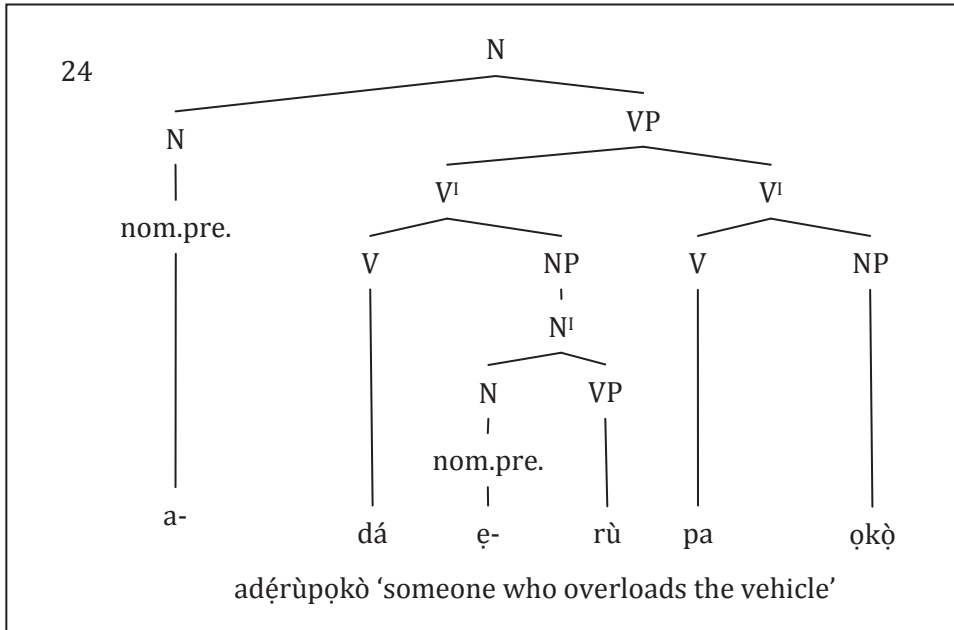 24
N
N VP
nom.pre. Vᴵ Vᴵ
V NP V NP
Nᴵ
N VP
nom.pre.
a- dá ẹ- rù pa ọkọ̀
adẹ́rùpọkò ‘someone who overloads the vehicle’